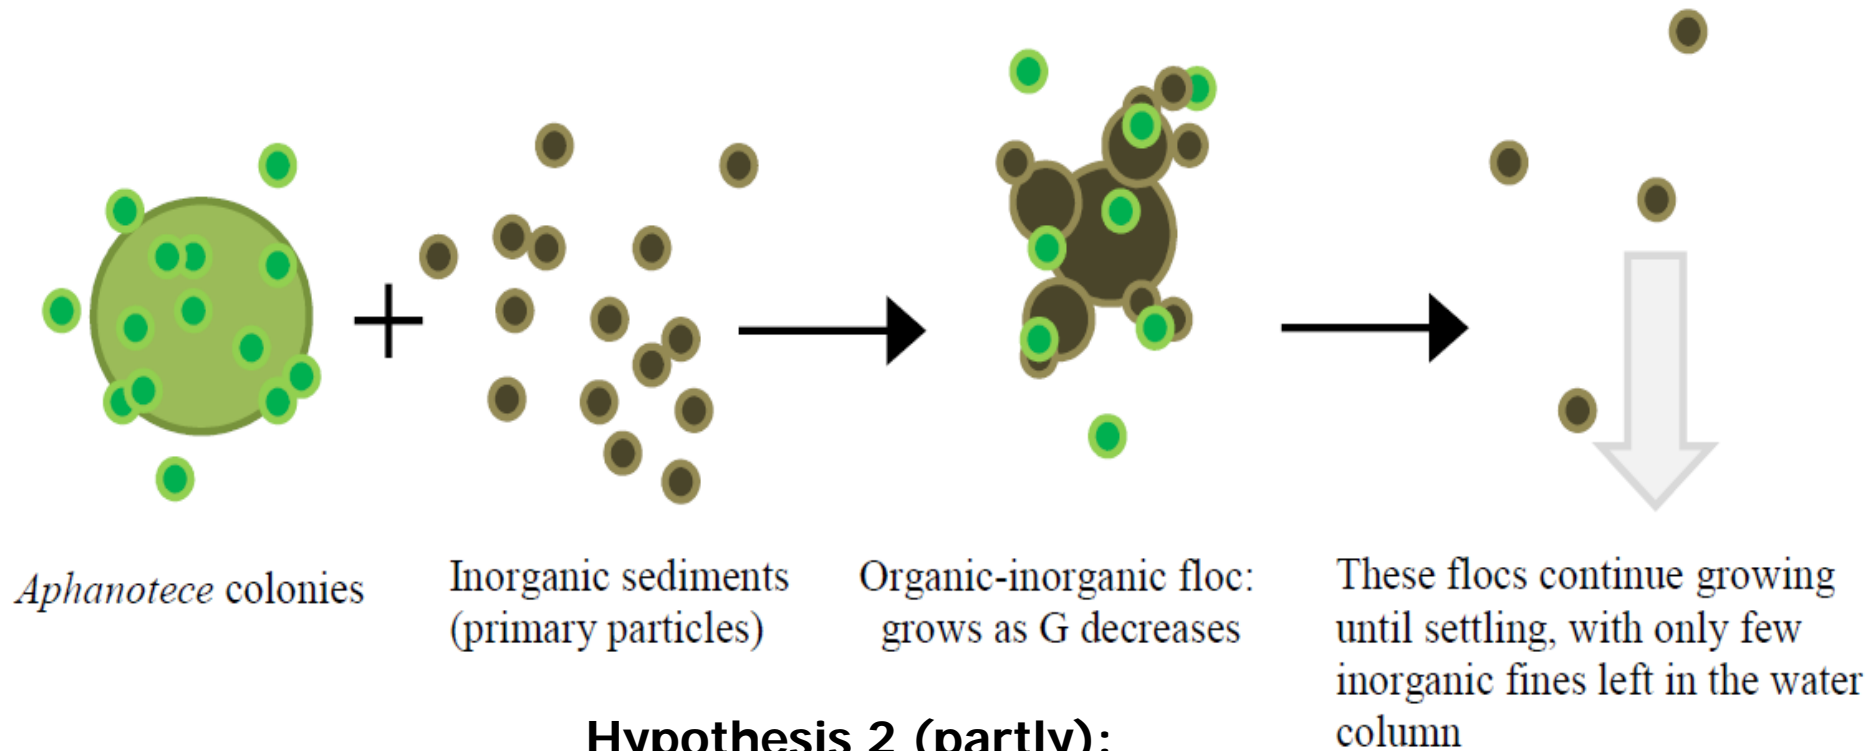 Aphanotece colonies
Inorganic sediments
(primary particles)
Organic-inorganic floc:
grows as G decreases
These flocs continue growing
until settling, with only few
inorganic fines left in the water
column
Hypothesis 2 (partly):